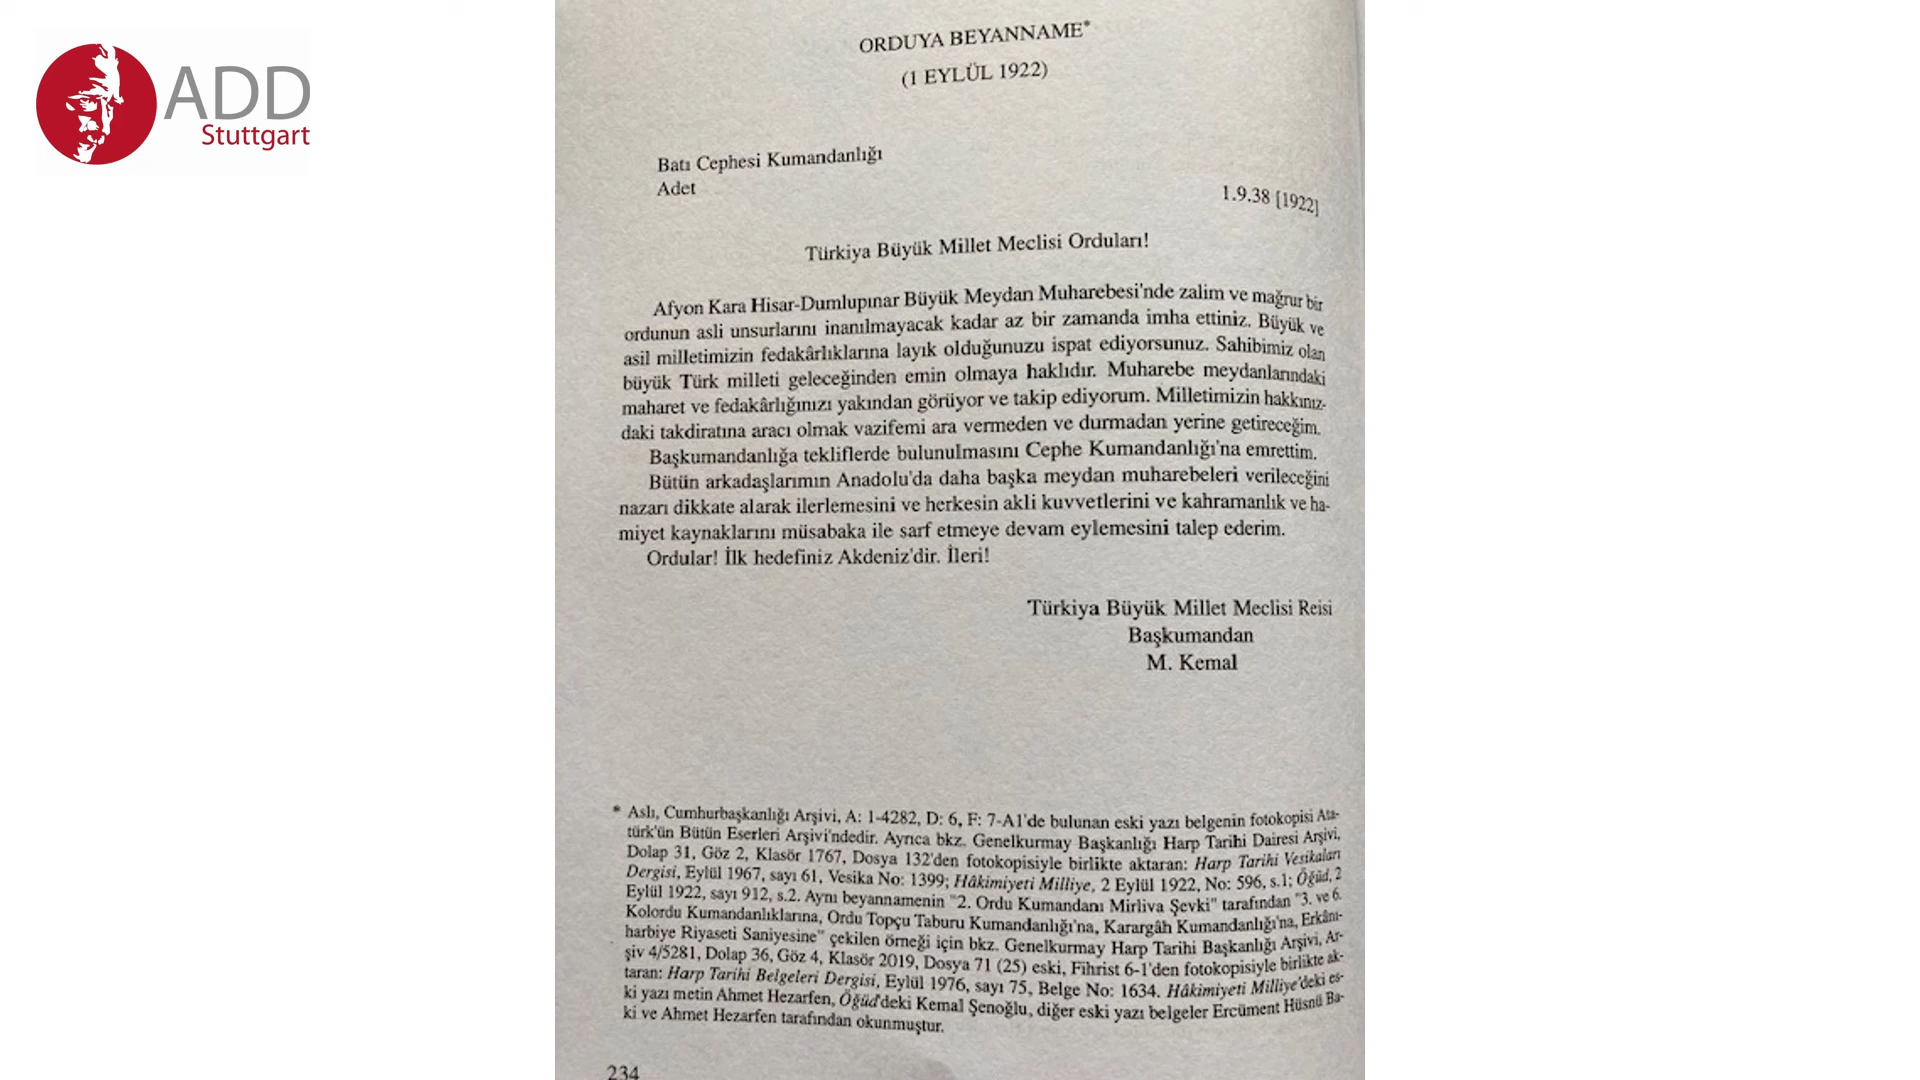 ADD
Stuttgart
ORDUYA BEYANNAME*
(1 EYLÜL 1922)
Batı Cephesi Kumandanlığı
Adet
1.9.38 [1922]
Türkiya Büyük Millet Meclisi Orduları!
Afyon Kara Hisar-Dumlupınar Büyük Meydan Muharebesi'nde zalim ve mağrur bir
ordunun asli unsurlarını inanılmayacak kadar az bir zamanda imha ettiniz. Büyük ve
asil milletimizin fedakârlıklarına layık olduğunuzu ispat ediyorsunuz. Sahibimiz olan
büyük Türk milleti geleceğinden emin olmaya haklıdır. Muharebe meydanlarındaki
maharet ve fedakârlığınızı yakından görüyor ve takip ediyorum. Milletimizin hakkınız-
daki takdiratına aracı olmak vazifemi ara vermeden ve durmadan yerine getireceğim.
Başkumandanlığa tekliflerde bulunulmasını Cephe Kumandanlığı'na emrettim.
Bütün arkadaşlarımın Anadolu'da daha başka meydan muharebeleri verileceğini
nazarı dikkate alarak ilerlemesini ve herkesin akli kuvvetlerini ve kahramanlık ve ha-
miyet kaynaklarını müsabaka ile sarf etmeye devam eylemesini talep ederim.
Ordular! İlk hedefiniz Akdeniz'dir. İleri!
Türkiya Büyük Millet Meclisi Reisi
Başkumandan
M. Kemal
* Aslı, Cumhurbaşkanlığı Arşivi, A: 1-4282, D: 6, F: 7-A1'de bulunan eski yazı belgenin fotokopisi Ata-
türk'ün Bütün Eserleri Arşivi'ndedir. Ayrıca bkz. Genelkurmay Başkanlığı Harp Tarihi Dairesi Arşivi,
Dolap 31, Göz 2, Klasör 1767, Dosya 132'den fotokopisiyle birlikte aktaran: Harp Tarihi Vesikaları
Dergisi, Eylül 1967, sayı 61, Vesika No: 1399; Hâkimiyeti Milliye, 2 Eylül 1922, No: 596, s.1; Öğüd, 2
Eylül 1922, sayı 912, s.2. Aynı beyannamenin "2. Ordu Kumandanı Mirliva Şevki" tarafından "3. ve 6.
Kolordu Kumandanlıklarına, Ordu Topçu Taburu Kumandanlığı'na, Karargâh Kumandanlığı'na, Erkânı-
harbiye Riyaseti Saniyesine" çekilen örneği için bkz. Genelkurmay Harp Tarihi Başkanlığı Arşivi, Ar-
şiv 4/5281, Dolap 36, Göz 4, Klasör 2019, Dosya 71 (25) eski, Fihrist 6-1'den fotokopisiyle birlikte ak-
taran: Harp Tarihi Belgeleri Dergisi, Eylül 1976, sayı 75, Belge No: 1634. Hâkimiyeti Milliye'deki es-
ki yazı metin Ahmet Hezarfen, Öğüd'deki Kemal Şenoğlu, diğer eski yazı belgeler Ercüment Hüsnü Ba-
ki ve Ahmet Hezarfen tarafından okunmuştur.
234